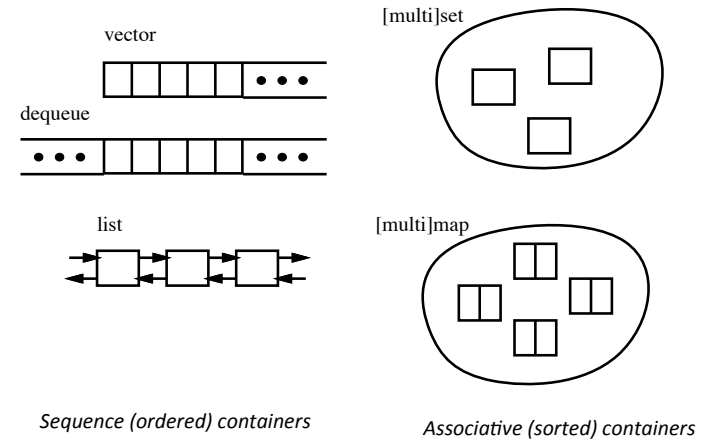 vector
dequeue
list
Sequence (ordered) containers
[multi]set
[multi]map
Associative (sorted) containers